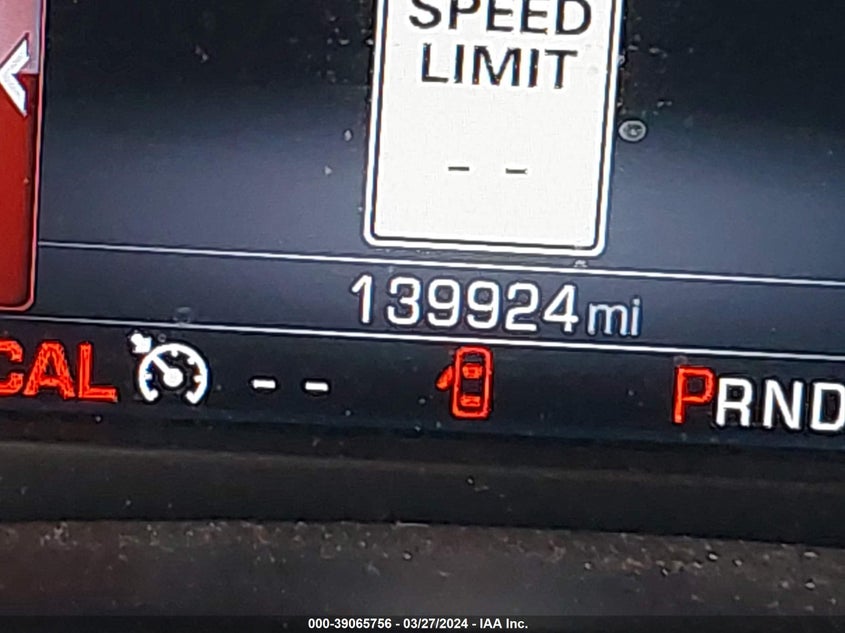 SPEED
LIMIT
- -
139924 mi
CAL - - PRND
000-39065756 - 03/27/2024 - IAA Inc.